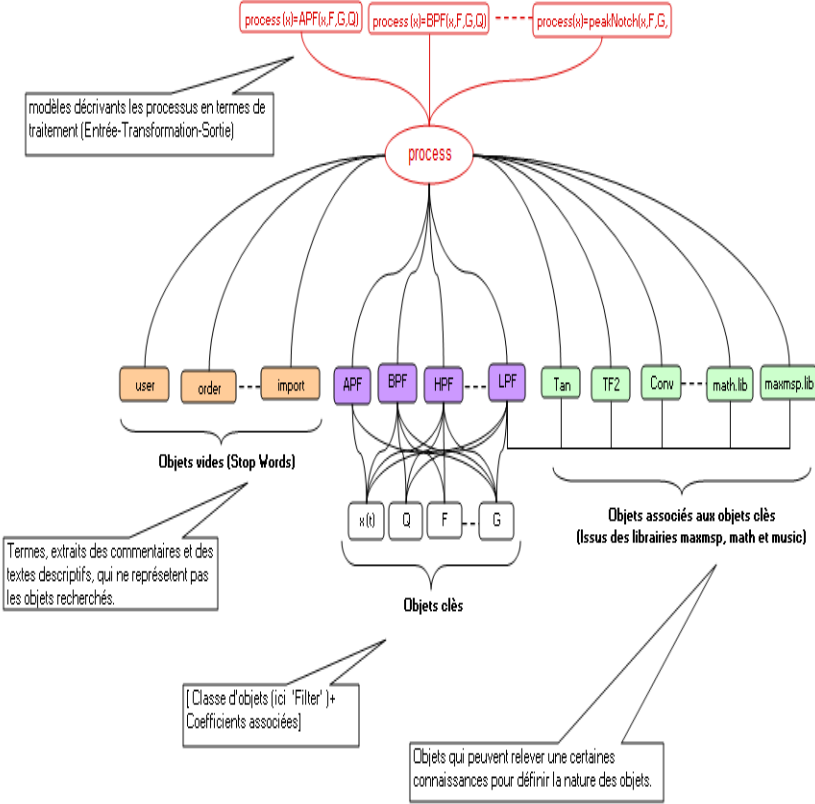 process (x)=APF(x,F,G,Q)
process (x)=BPF(x,F,G,Q)
process(x)=peakNotch(x,F,G,
modèles décrivants les processus en termes de
traitement (Entrée-Transformation-Sortie)
process
user
order
import
APF
BPF
HPF
LPF
Tan
TF2
Conv
math.lib
maxmsp.lib
Objets vides (Stop Words)
x(t)
Q
F
G
Objets clès
Objets associés aux objets clès
(Issus des librairies maxmsp, math et music)
Termes, extraits des commentaires et des
textes descriptifs, qui ne représetent pas
les objets recherchés.
[ Classe d'objets (ici 'Filter' )+
Coefficients associées]
Objets qui peuvent relever une certaines
connaissances pour définir la nature des objets.